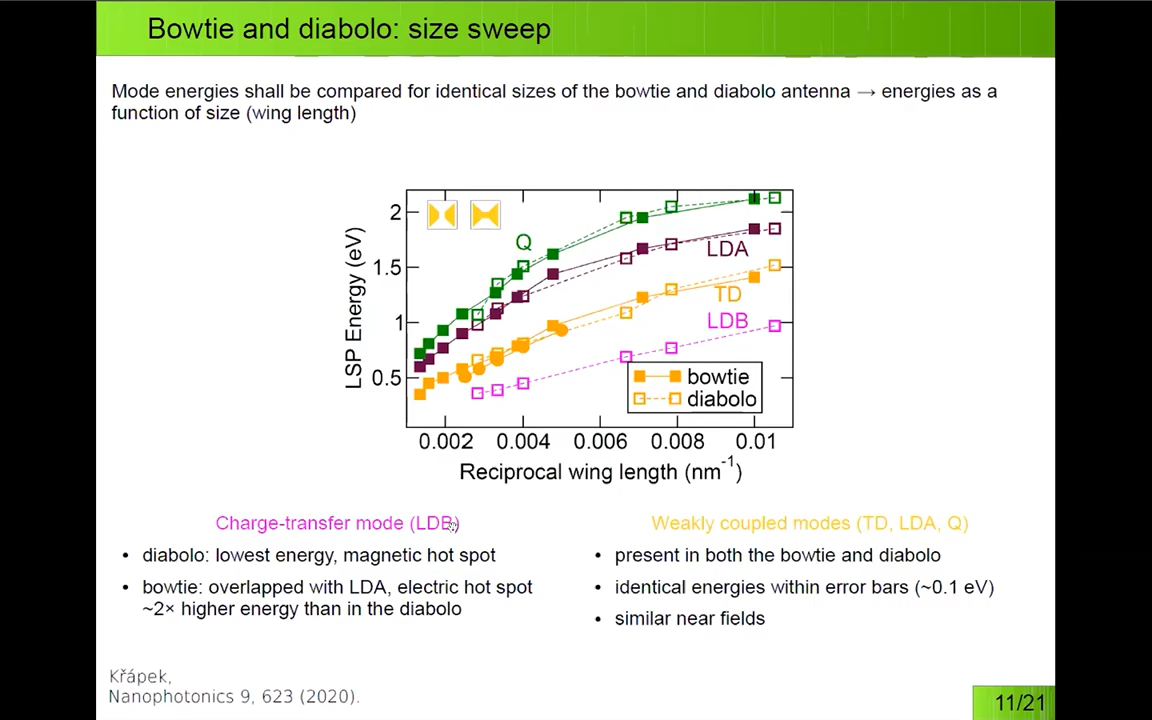 Bowtie and diabolo: size sweep
Mode energies shall be compared for identical sizes of the bowtie and diabolo antenna → energies as a
function of size (wing length)
LSP Energy (eV)
2
1.5
1
0.5
Q
LDA
TD
LDB
bowtie
diabolo
0.002 0.004 0.006 0.008 0.01
Reciprocal wing length (nm⁻¹)
Charge-transfer mode (LDB)
• diabolo: lowest energy, magnetic hot spot
• bowtie: overlapped with LDA, electric hot spot
~2× higher energy than in the diabolo
Weakly coupled modes (TD, LDA, Q)
• present in both the bowtie and diabolo
• identical energies within error bars (~0.1 eV)
• similar near fields
Křápek,
Nanophotonics 9, 623 (2020).
11/21